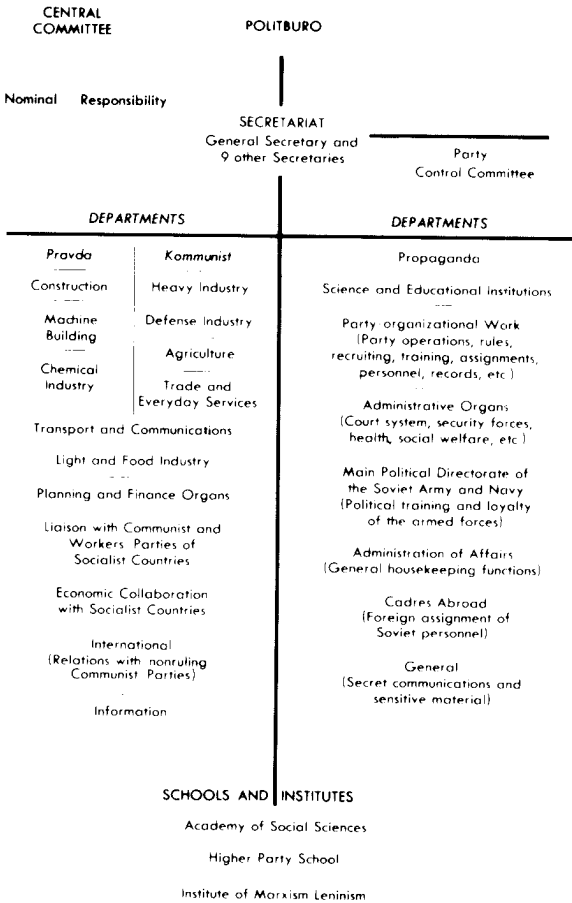 CENTRAL
COMMITTEE
POLITBURO
Nominal Responsibility
SECRETARIAT
General Secretary and
9 other Secretaries
Party
Control Committee
DEPARTMENTS
Pravda
Kommunist
Construction
Heavy Industry
Machine
Building
Defense Industry
Agriculture
Chemical
Industry
Trade and
Everyday Services
Transport and Communications
Light and Food Industry
Planning and Finance Organs
Liaison with Communist and
Workers Parties of
Socialist Countries
Economic Collaboration
with Socialist Countries
International
(Relations with nonruling
Communist Parties)
Information
DEPARTMENTS
Propaganda
Science and Educational Institutions
Party-organizational Work
(Party operations, rules,
recruiting, training, assignments,
personnel, records, etc )
Administrative Organs
(Court system, security forces,
health, social welfare, etc )
Main Political Directorate of
the Soviet Army and Navy
(Political training and loyalty
of the armed forces)
Administration of Affairs
(General housekeeping functions)
Cadres Abroad
(Foreign assignment of
Soviet personnel)
General
(Secret communications and
sensitive material)
SCHOOLS AND INSTITUTES
Academy of Social Sciences
Higher Party School
Institute of Marxism Leninism